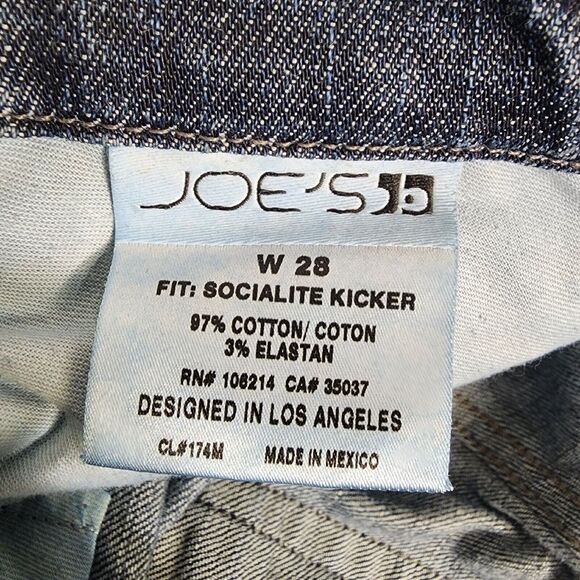 JOE'S
W 28
FIT: SOCIALITE KICKER
97% COTTON/ COTON
3% ELASTAN
RN# 106214 CA# 35037
DESIGNED IN LOS ANGELES
CL#174M MADE IN MEXICO